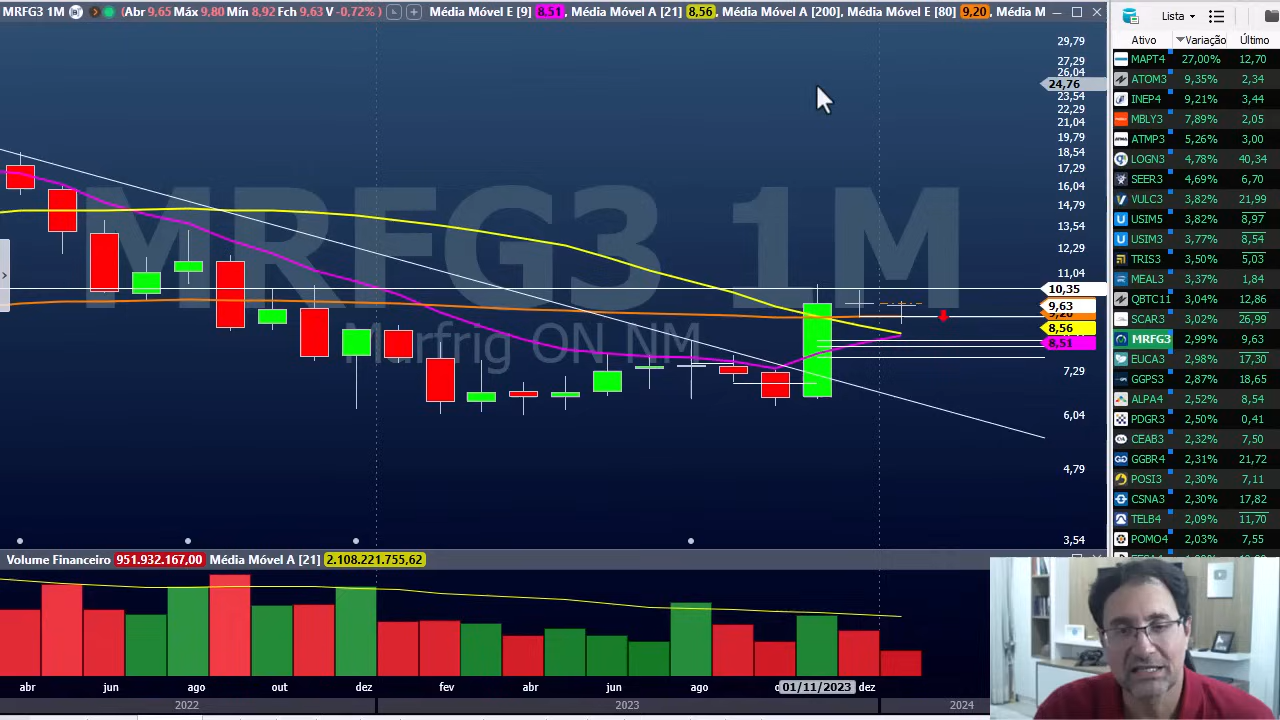 MRFG3 1M (Abr 9,65 Máx 9,80 Mín 8,92 Fch 9,63 V -0,72% ) Média Móvel E [9] 8,51, Média Móvel A [21] 8,56, Média Móvel A [200], Média Móvel E [80] 9,20, Média M
Lista
Ativo Variação Último
MRFG3 1M
Marfrig ON NM
29,79
27,29
26,04
24,76
23,54
22,29
21,04
19,79
18,54
17,29
16,04
14,79
13,54
12,29
11,04
10,35
9,63
9,20
8,56
8,51
7,29
6,04
4,79
3,54
MAPT4 27,00% 12,70
ATOM3 9,35% 2,34
INEP4 9,21% 3,44
MBLY3 7,89% 2,05
ATMP3 5,26% 3,00
LOGN3 4,78% 40,34
SEER3 4,69% 6,70
VULC3 3,82% 21,99
USIM5 3,82% 8,97
USIM3 3,77% 8,54
TRIS3 3,50% 5,03
MEAL3 3,37% 1,84
QBTC11 3,04% 12,86
SCAR3 3,02% 26,99
MRFG3 2,99% 9,63
EUCA3 2,98% 17,30
GGPS3 2,87% 18,65
ALPA4 2,52% 8,54
PDGR3 2,50% 0,41
CEAB3 2,32% 7,50
GGBR4 2,31% 21,72
POSI3 2,30% 7,11
CSNA3 2,30% 17,82
TELB4 2,09% 11,70
POMO4 2,03% 7,55
Volume Financeiro 951.932.167,00 Média Móvel A [21] 2.108.221.755,62
abr jun ago out dez fev abr jun ago 01/11/2023 dez
2022 2023 2024